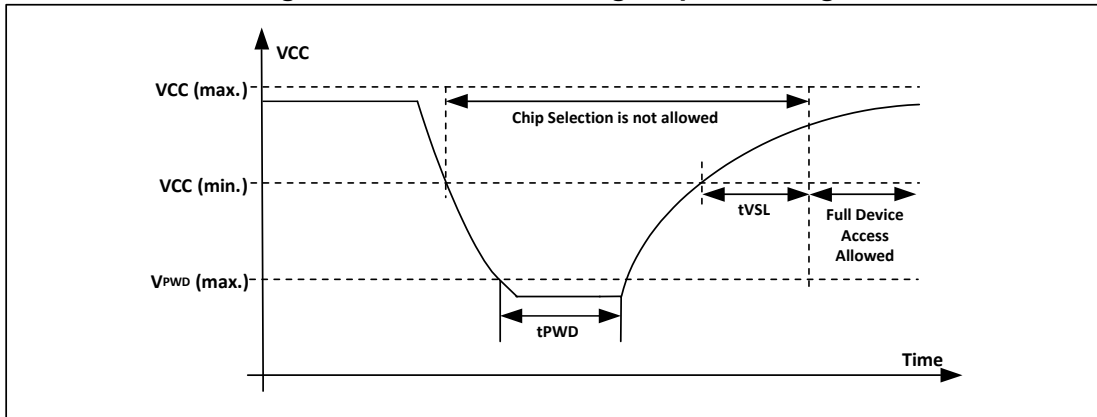 VCC
VCC (max.)
Chip Selection is not allowed
VCC (min.)
tVSL
Full Device
Access
Allowed
VPWD (max.)
tPWD
Time